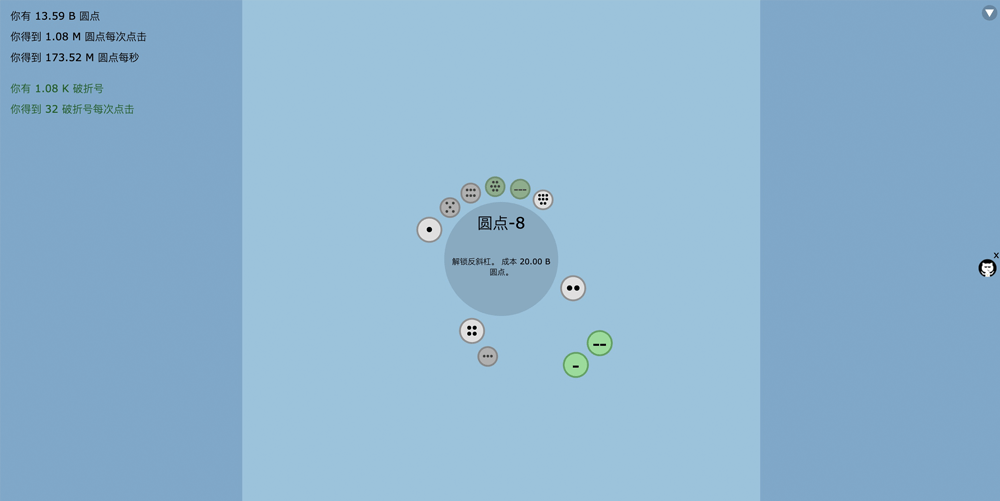 你有 13.59 B 圆点
你得到 1.08 M 圆点每次点击
你得到 173.52 M 圆点每秒
你有 1.08 K 破折号
你得到 32 破折号每次点击
圆点-8
解锁反斜杠。 成本 20.00 B
圆点。
x